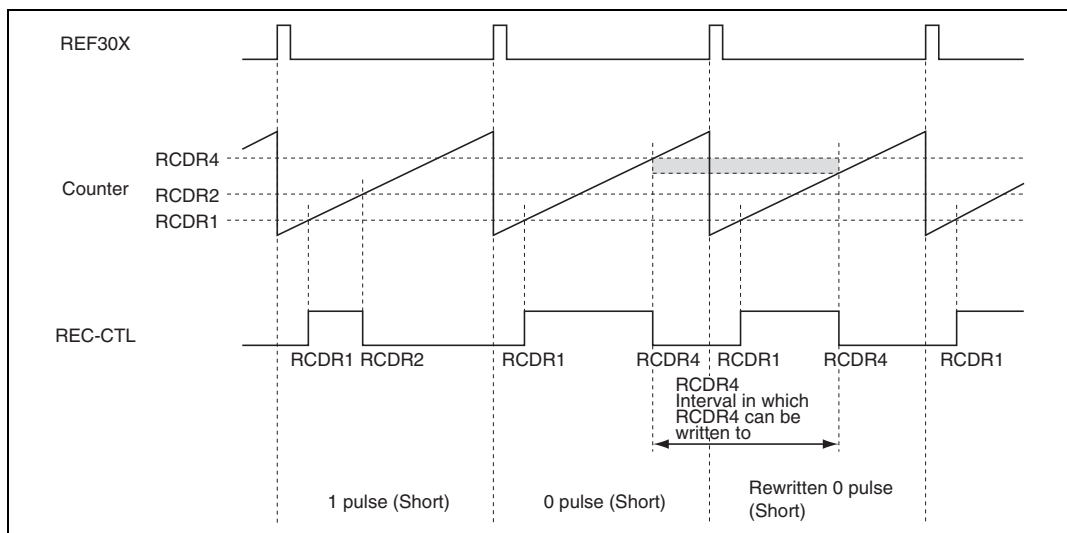 REF30X
RCDR4
Counter
RCDR2
RCDR1
REC-CTL
RCDR1 RCDR2 RCDR1 RCDR4 RCDR1 RCDR4 RCDR1
RCDR4
Interval in which
RCDR4 can be
written to
1 pulse (Short) 0 pulse (Short) Rewritten 0 pulse
(Short)